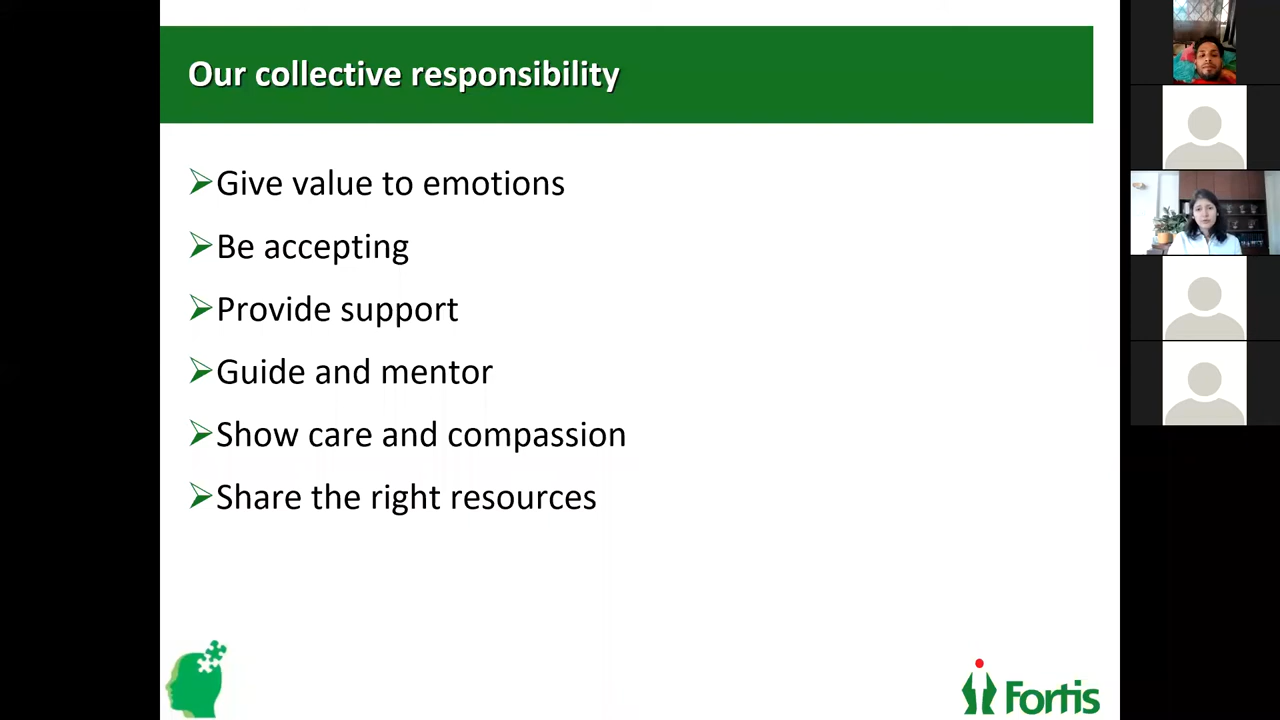 Our collective responsibility
Give value to emotions
Be accepting
Provide support
Guide and mentor
Show care and compassion
Share the right resources
Fortis